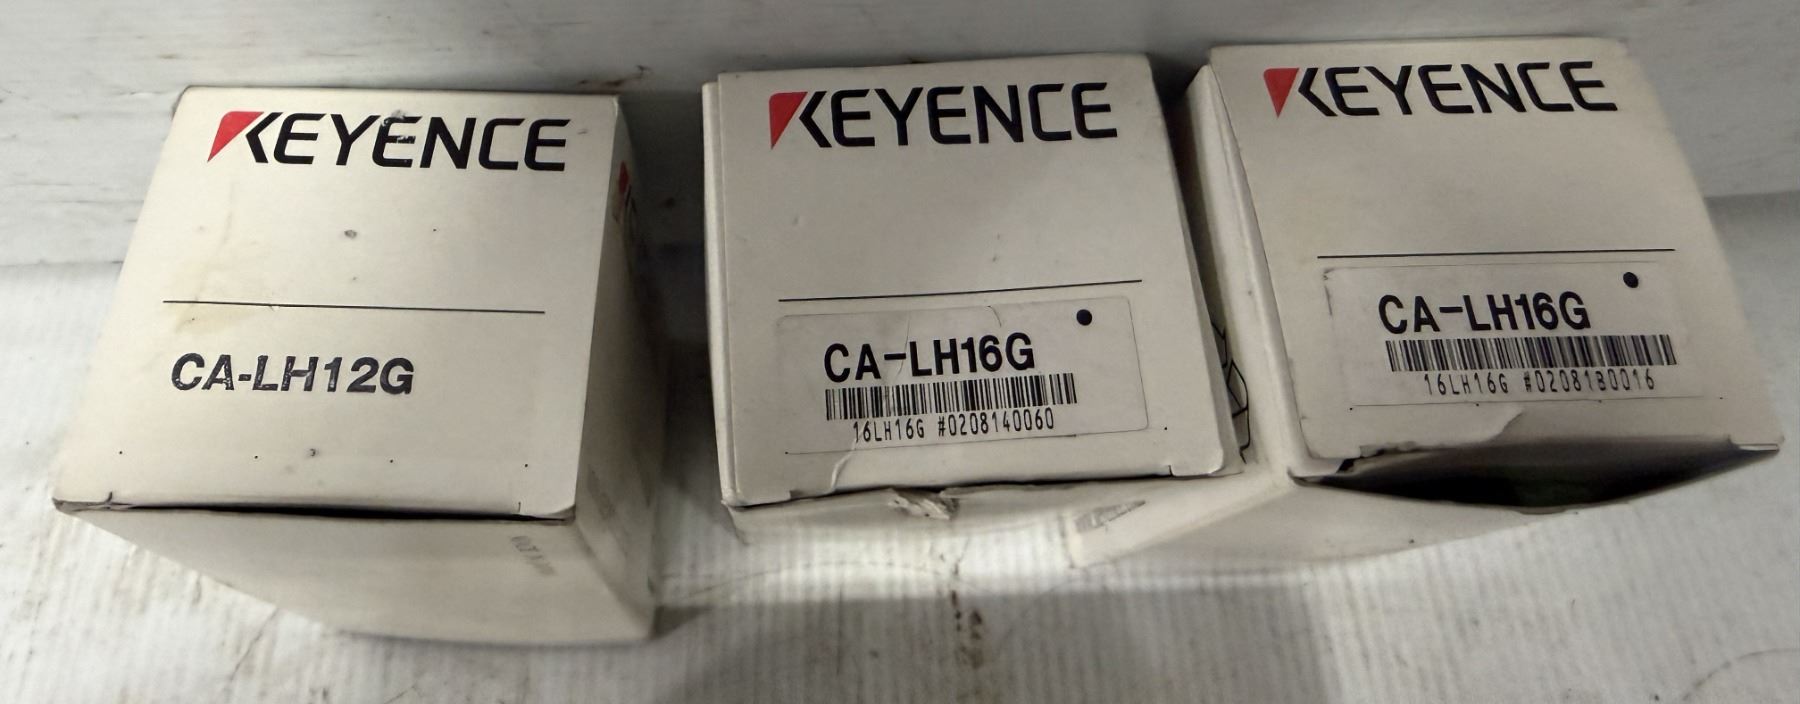 KEYENCE
CA-LH12G
KEYENCE
CA-LH16G
16LH16G #0208140060
KEYENCE
CA-LH16G
16LH16G #0208180016